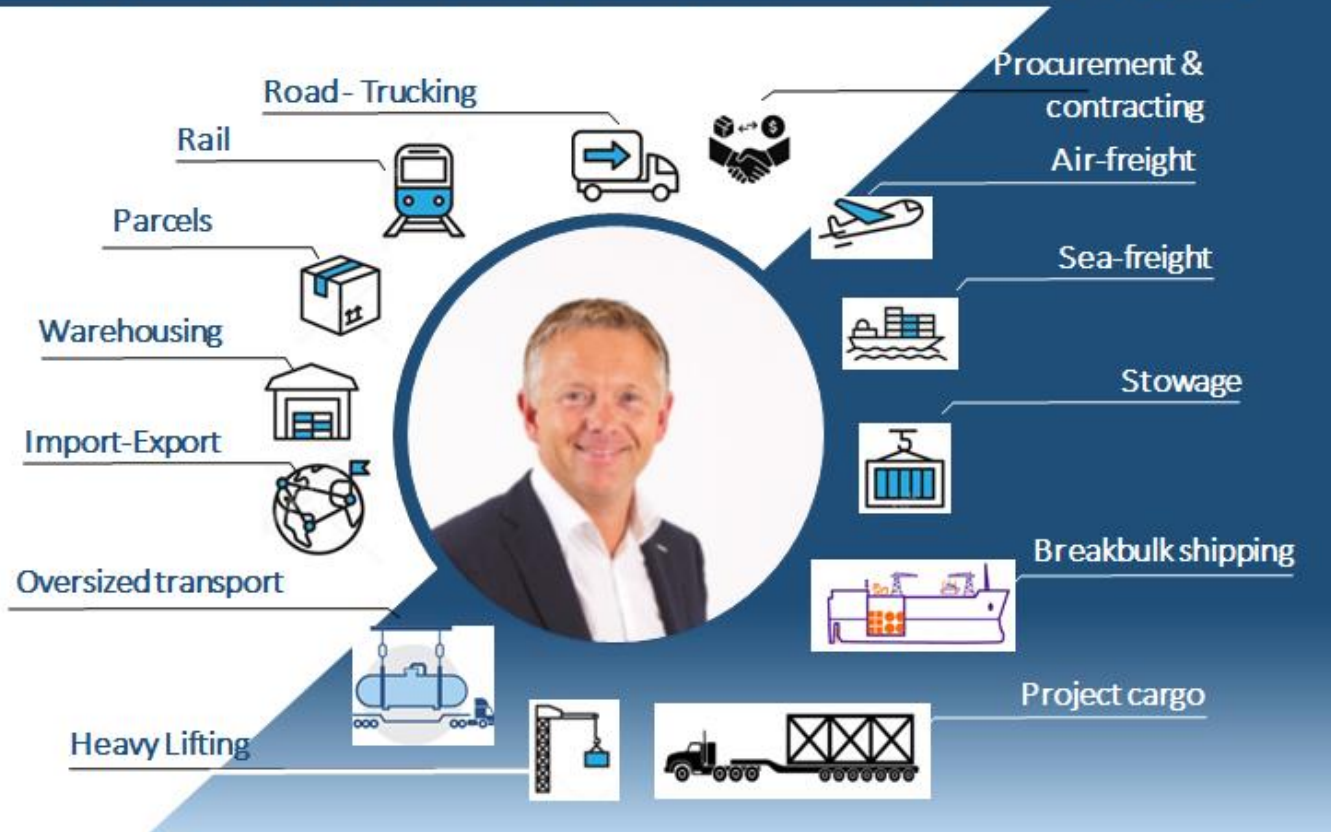 Road - Trucking
Rail
Parcels
Warehousing
Import-Export
Oversized transport
Heavy Lifting
Procurement &
contracting
Air-freight
Sea-freight
Stowage
Breakbulk shipping
Project cargo